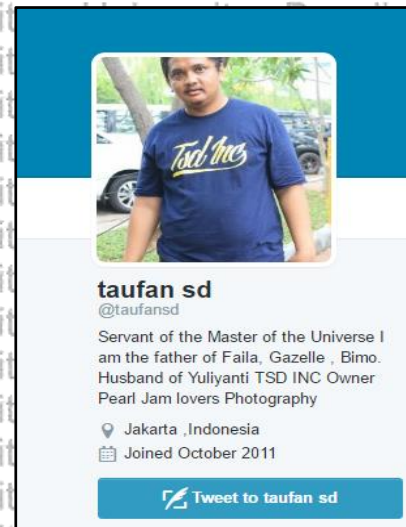 Tsd Inc
taufan sd
@taufansd
Servant of the Master of the Universe I
am the father of Faila, Gazelle , Bimo.
Husband of Yuliyanti TSD INC Owner
Pearl Jam lovers Photography
Jakarta ,Indonesia
Joined October 2011
Tweet to taufan sd